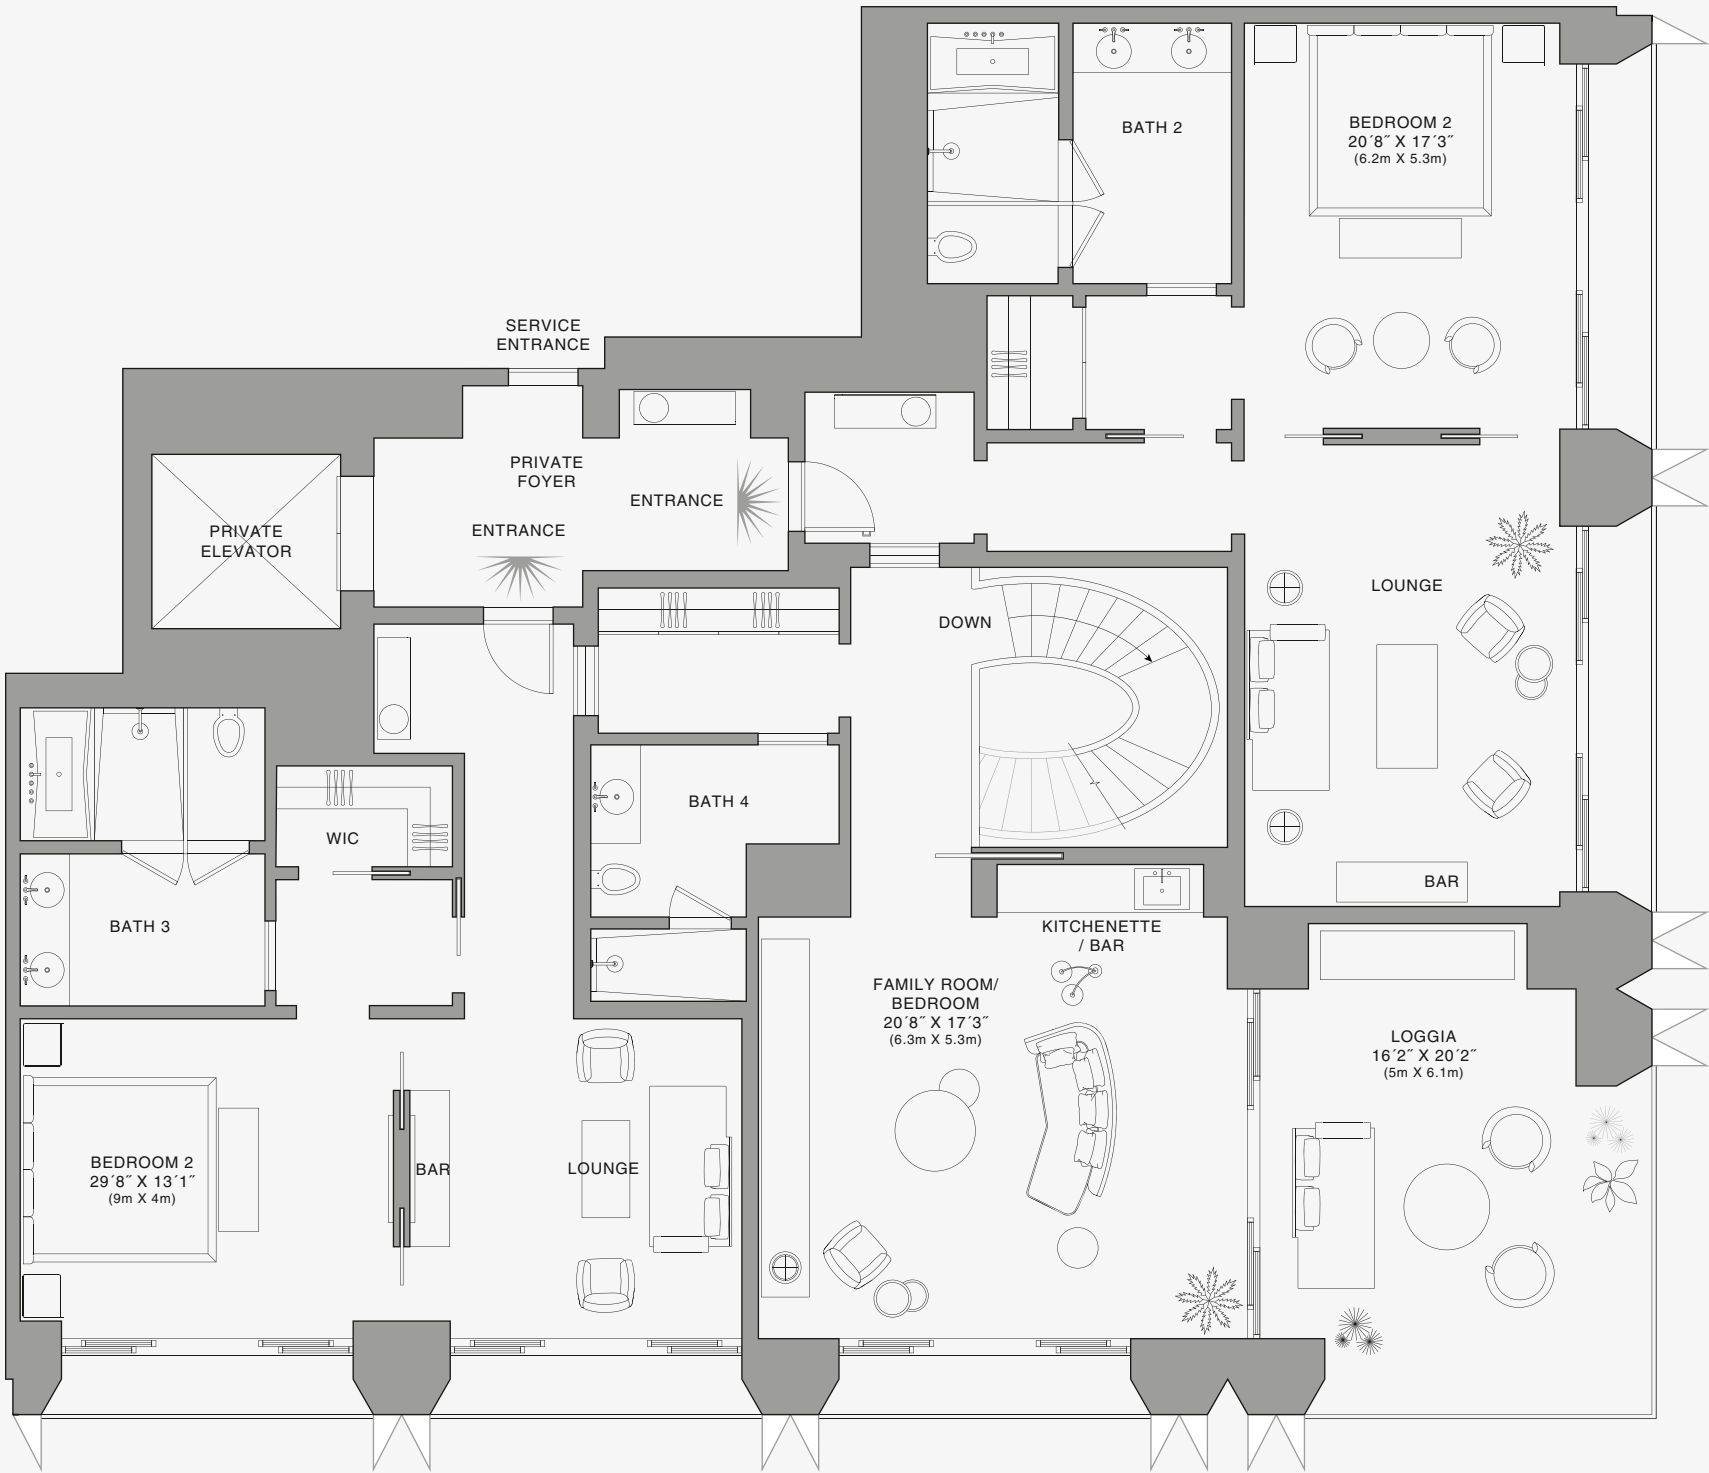 BATH 2
BEDROOM 2
20´8˝ X 17´3˝
(6.2m X 5.3m)
SERVICE
ENTRANCE
PRIVATE
FOYER
ENTRANCE
ENTRANCE
PRIVATE
ELEVATOR
LOUNGE
DOWN
BATH 4
WIC
BAR
BATH 3
KITCHENETTE
/ BAR
FAMILY ROOM/
BEDROOM
20´8˝ X 17´3˝
(6.3m X 5.3m)
LOGGIA
16´2˝ X 20´2˝
(5m X 6.1m)
BEDROOM 2
29´8˝ X 13´1˝
(9m X 4m)
BAR
LOUNGE